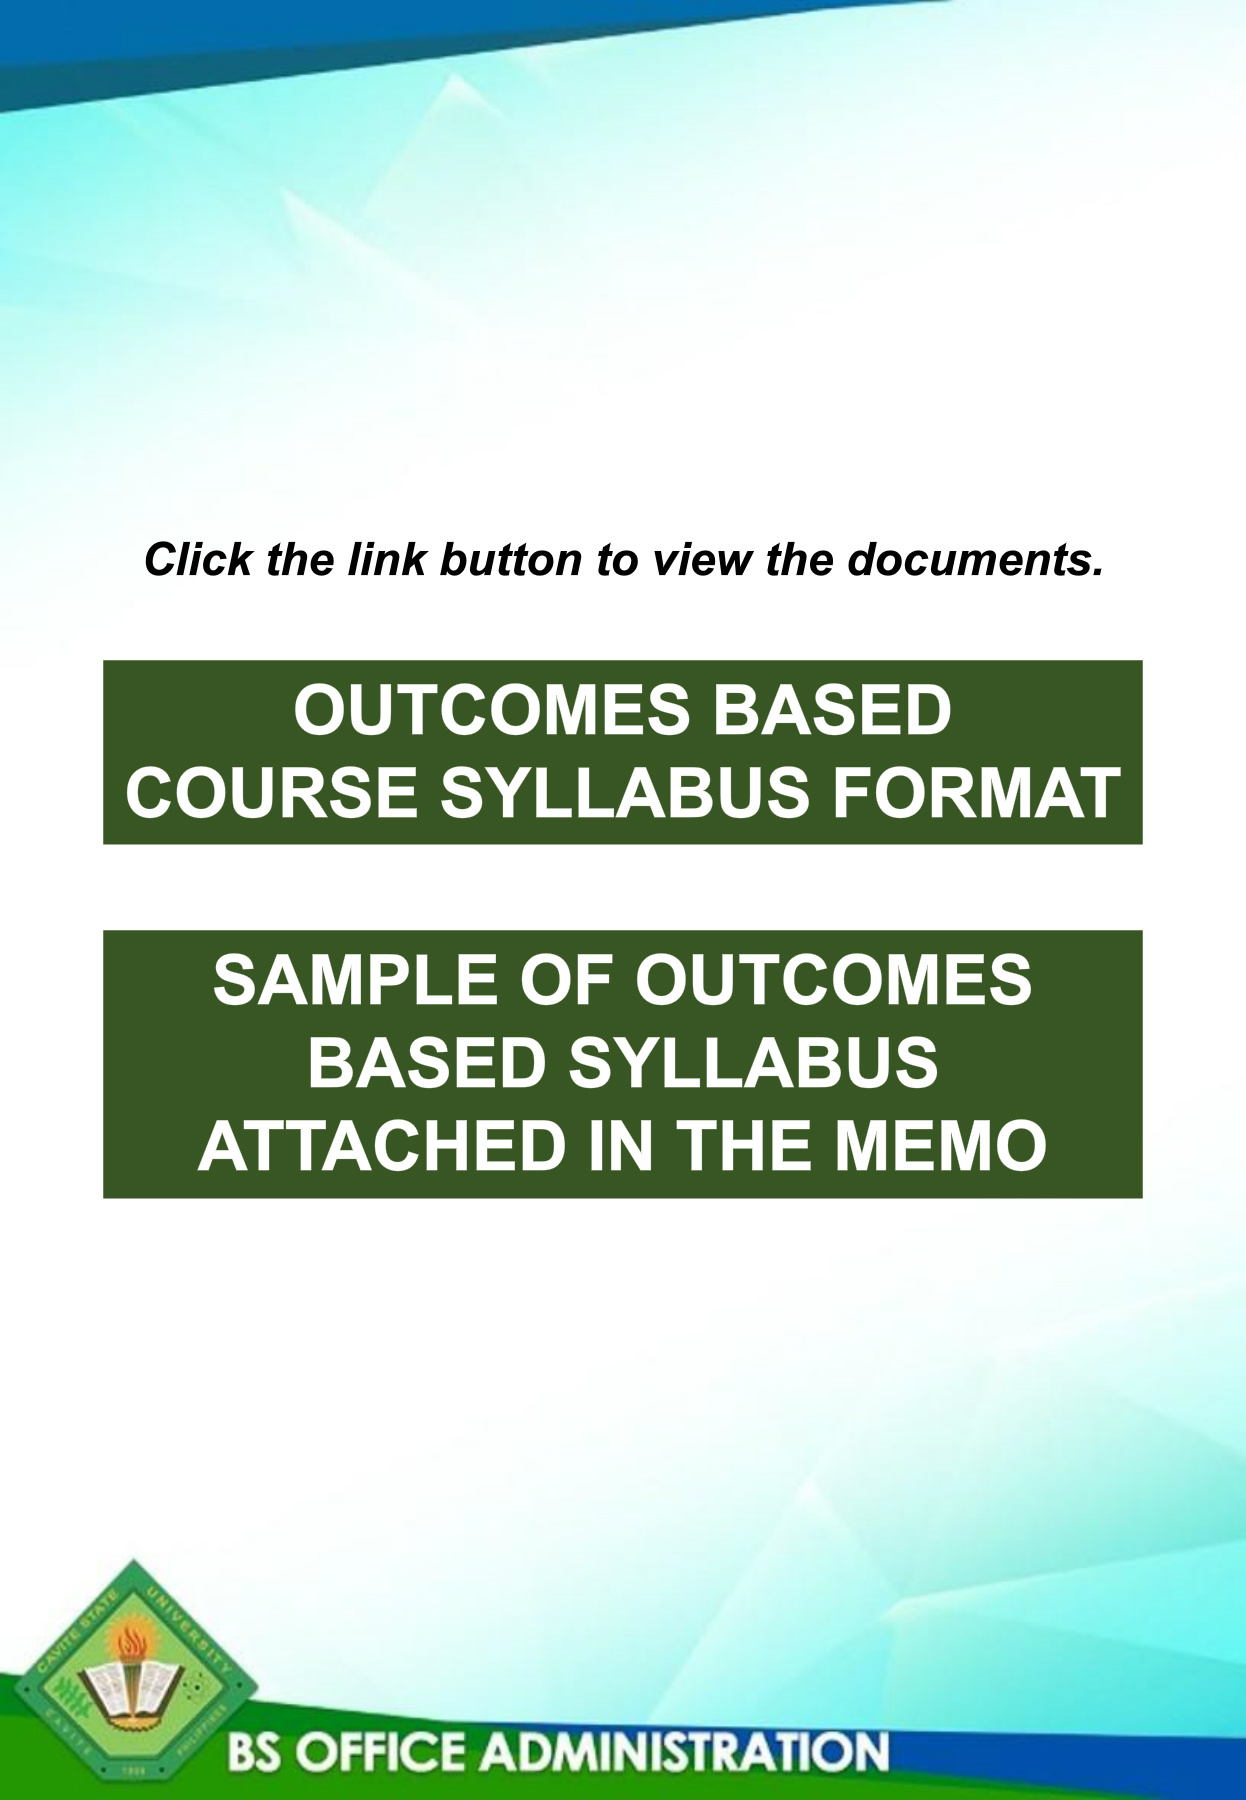 Click the link button to view the documents.
OUTCOMES BASED
COURSE SYLLABUS FORMAT
SAMPLE OF OUTCOMES
BASED SYLLABUS
ATTACHED IN THE MEMO
CAVITE STATE UNIVERSITY
CAVITE PHILIPPINES
1906
BS OFFICE ADMINISTRATION